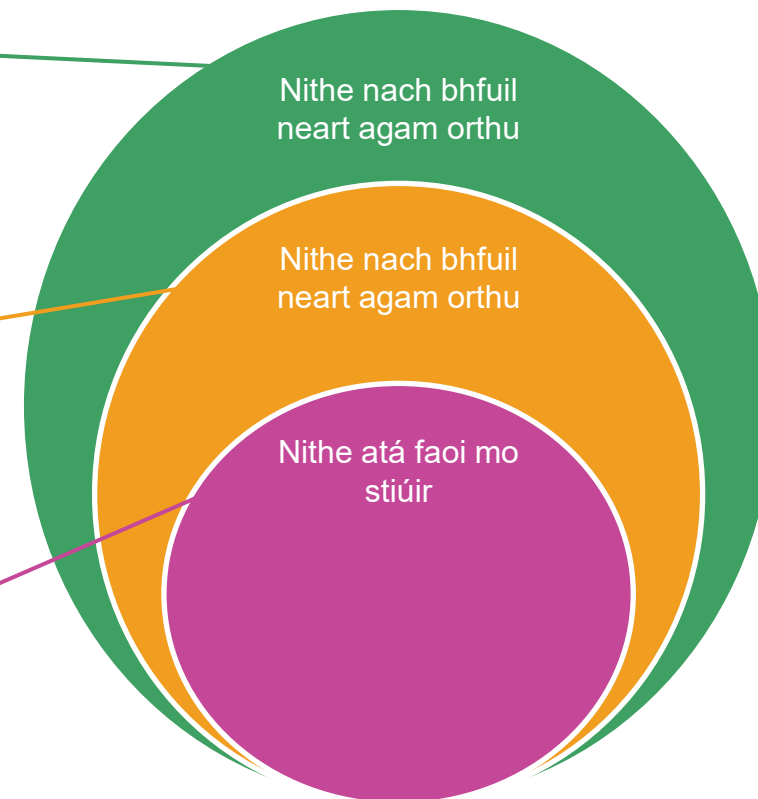 Nithe nach bhfuil
neart agam orthu
Nithe nach bhfuil
neart agam orthu
Nithe atá faoi mo
stiúir